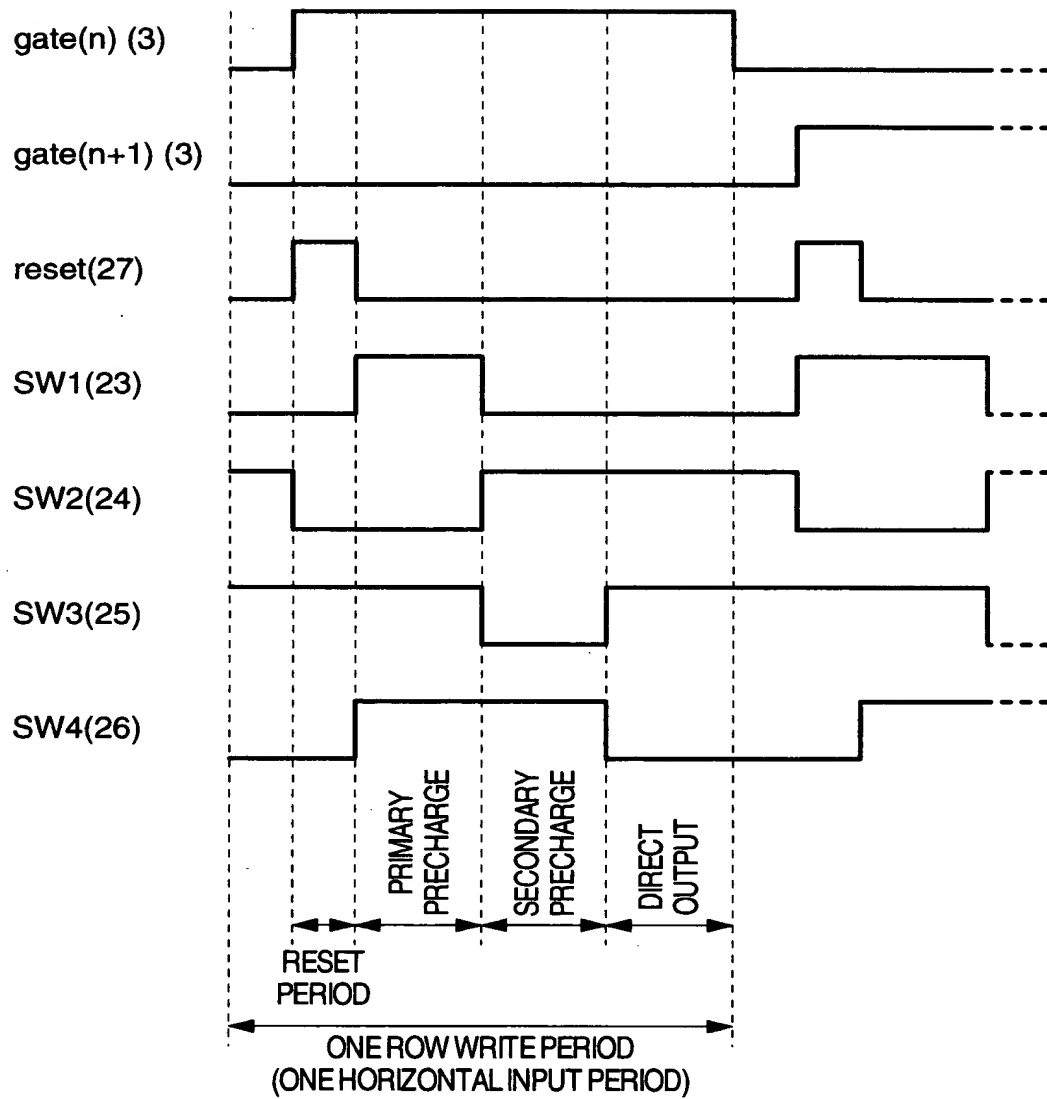 gate(n) (3)
gate(n+1) (3)
reset(27)
SW1(23)
SW2(24)
SW3(25)
SW4(26)
PRIMARY
PRECHARGE
SECONDARY
PRECHARGE
DIRECT
OUTPUT
RESET
PERIOD
ONE ROW WRITE PERIOD
(ONE HORIZONTAL INPUT PERIOD)